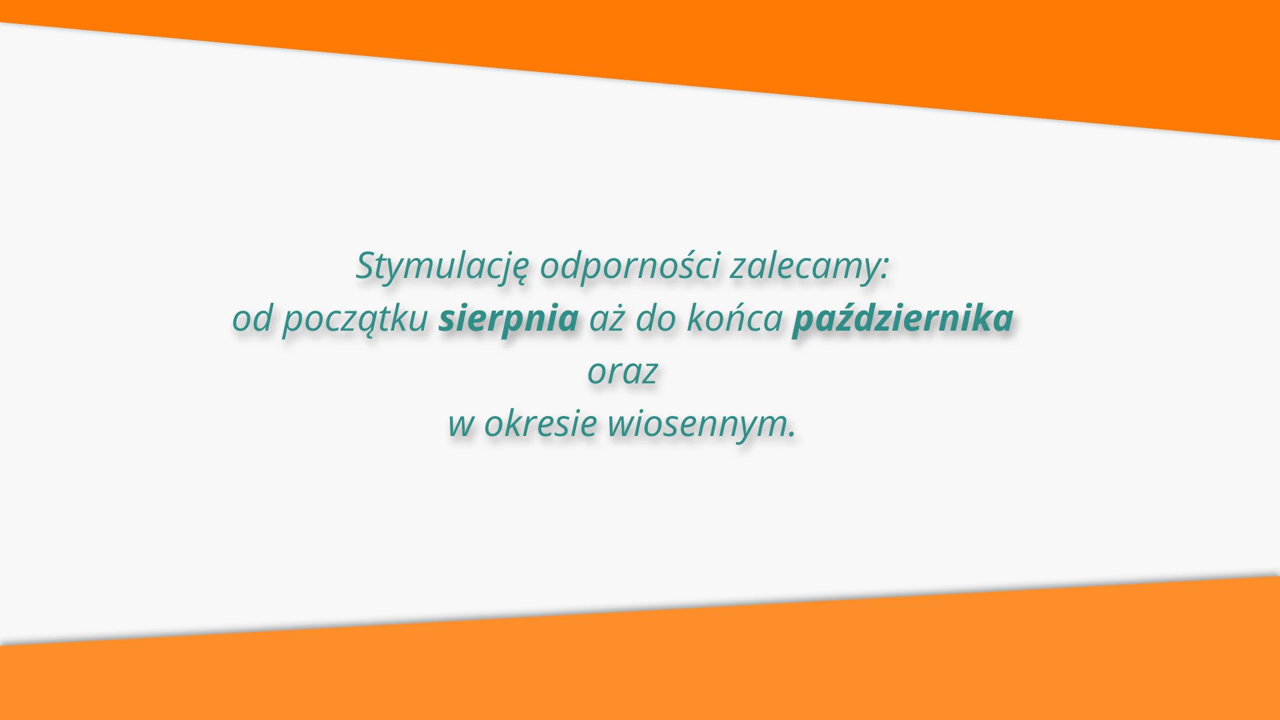 Stymulację odporności zalecamy:
od początku sierpnia aż do końca października
oraz
w okresie wiosennym.